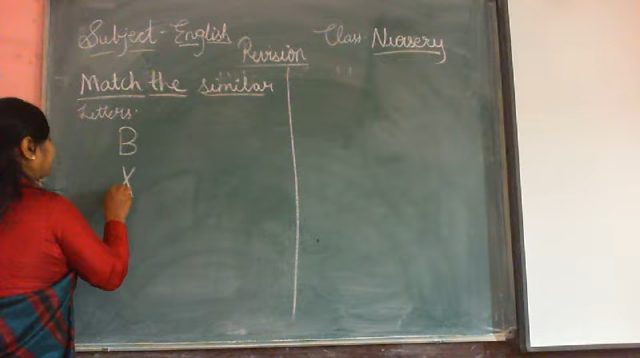 Subject - English Class Nursery
Revision
Match the similar
Letters.
B
X